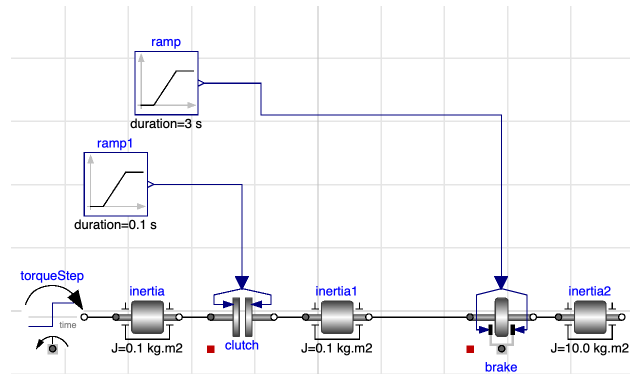 ramp
duration=3 s
ramp1
duration=0.1 s
torqueStep
time
inertia
J=0.1 kg.m2
clutch
inertia1
J=0.1 kg.m2
brake
inertia2
J=10.0 kg.m2